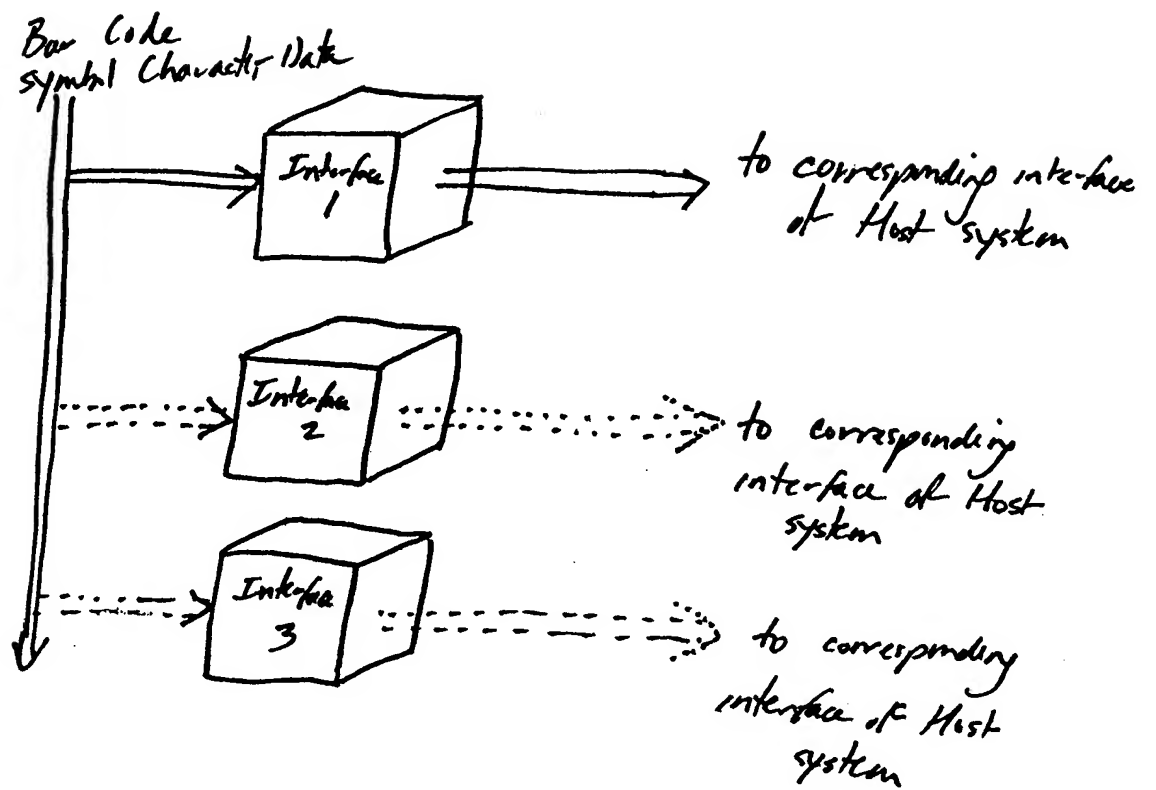 Bar Code
symbol Character Data
Interface
1
to corresponding interface
of Host system
Interface
2
to corresponding
interface of Host
system
Interface
3
to corresponding
interface of Host
system